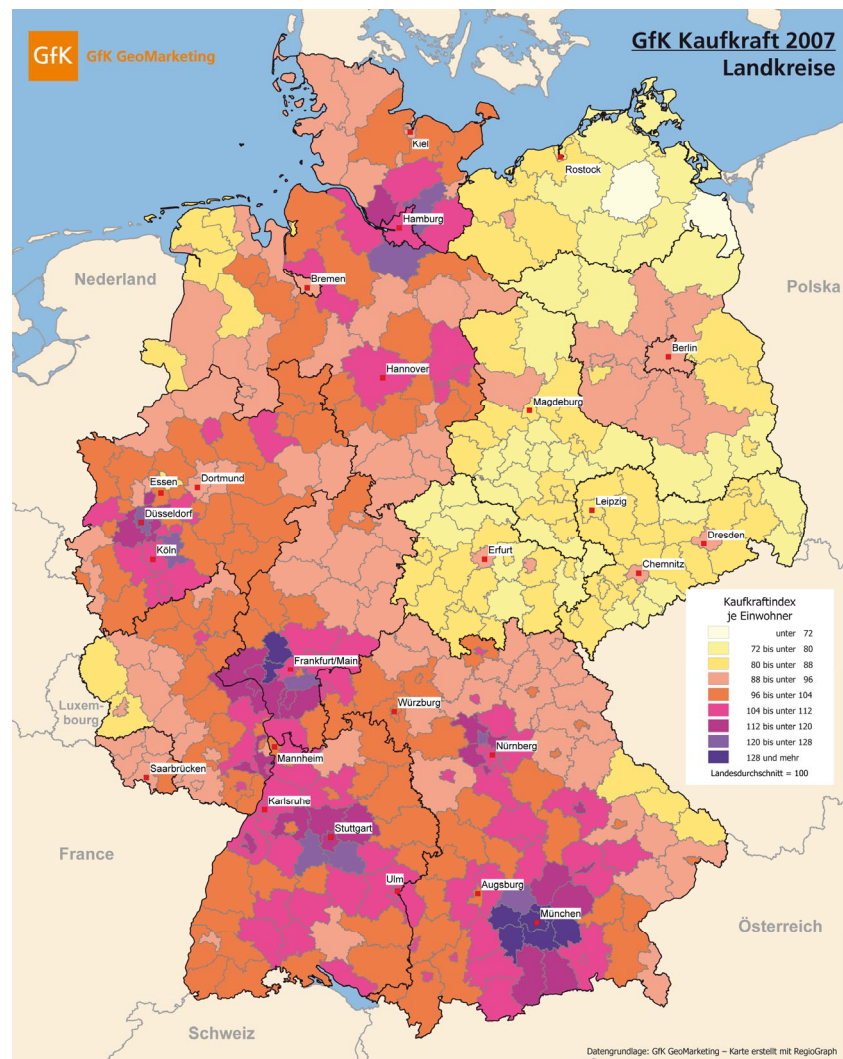 GfK
GfK GeoMarketing
GfK Kaufkraft 2007
Landkreise
Kiel
Rostock
Hamburg
Nederland
Bremen
Polska
Berlin
Hannover
Magdeburg
Essen
Dortmund
Leipzig
Düsseldorf
Dresden
Köln
Erfurt
Chemnitz
Kaufkraftindex
je Einwohner
unter 72
72 bis unter 80
80 bis unter 88
88 bis unter 96
96 bis unter 104
104 bis unter 112
112 bis unter 120
120 bis unter 128
128 und mehr
Landesdurchschnitt = 100
Frankfurt/Main
Luxem-
bourg
Würzburg
Nürnberg
Mannheim
Saarbrücken
Karlsruhe
Stuttgart
France
Ulm
Augsburg
München
Österreich
Schweiz
Datengrundlage: GfK GeoMarketing – Karte erstellt mit RegioGraph